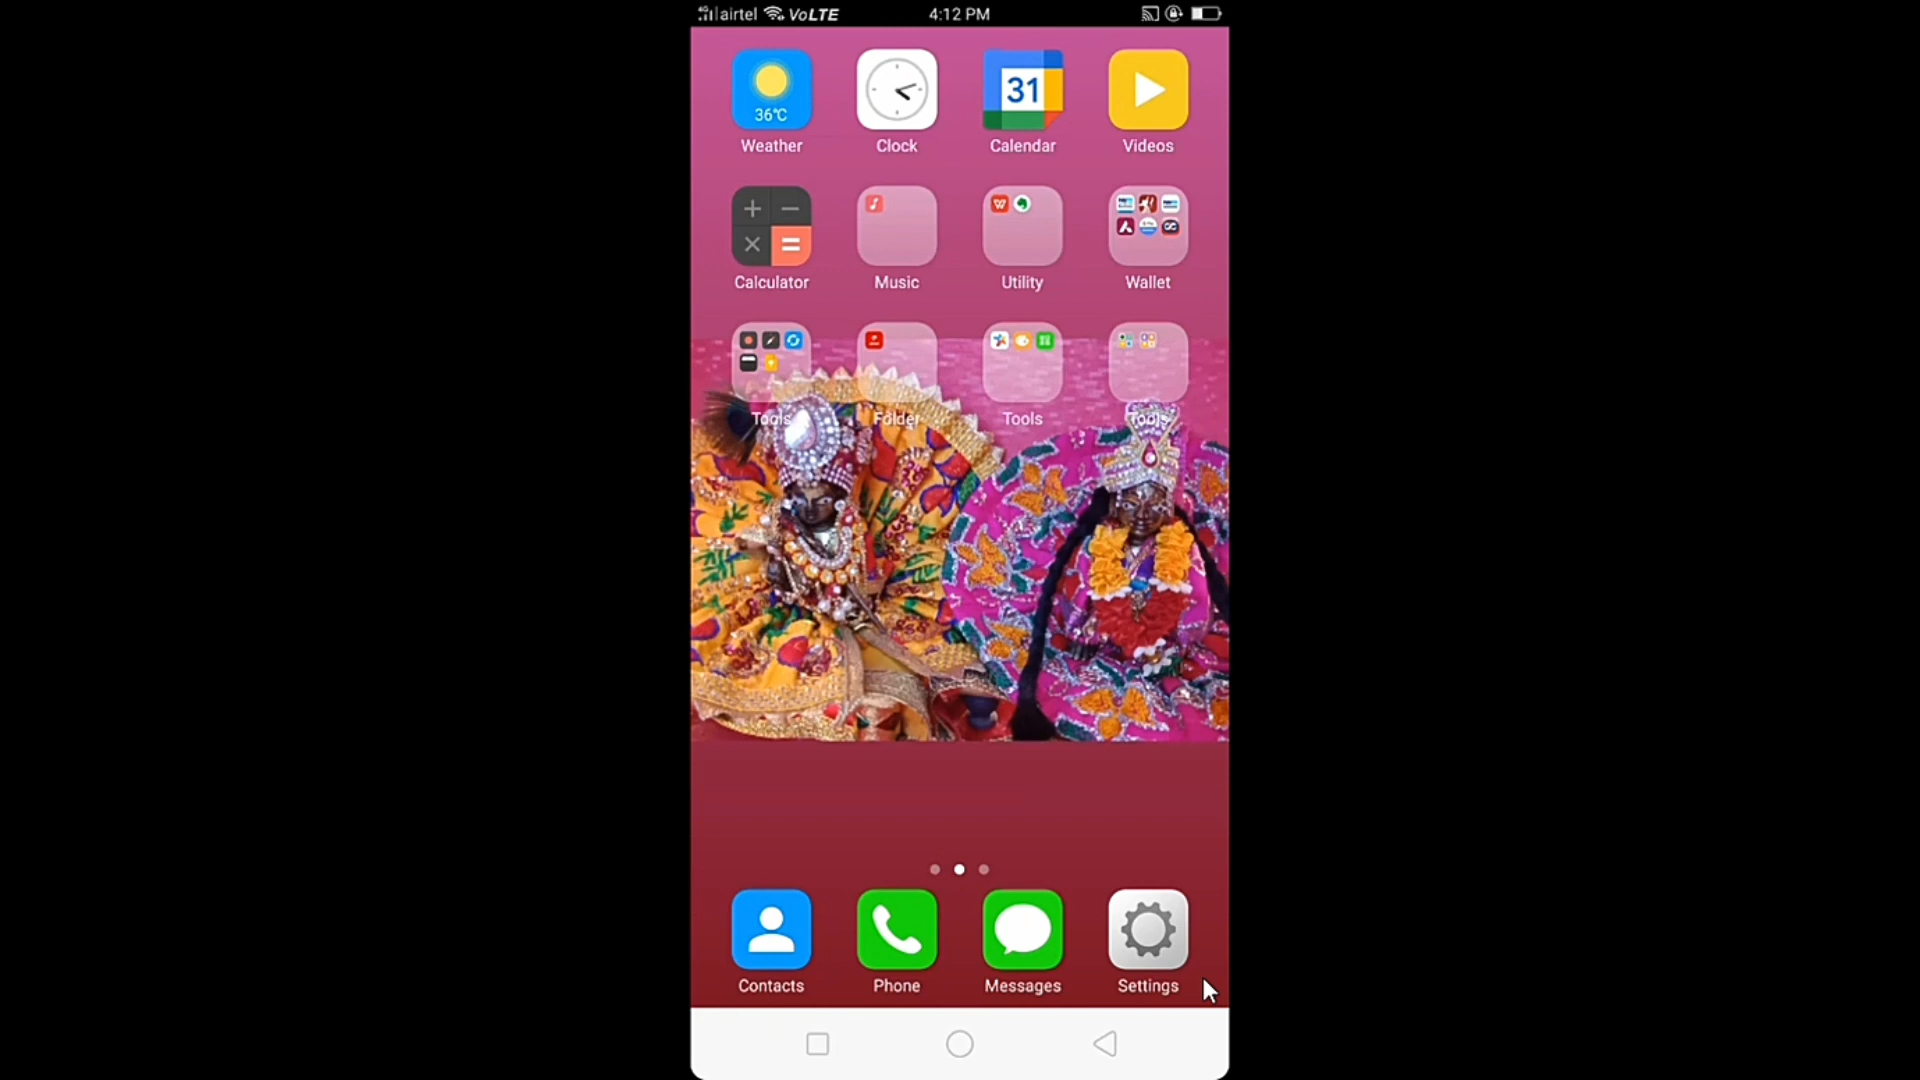 4G airtel VoLTE 4:12 PM
36°C 31
Weather Clock Calendar Videos
Calculator Music Utility Wallet
Tools Folder Tools Tools
Contacts Phone Messages Settings